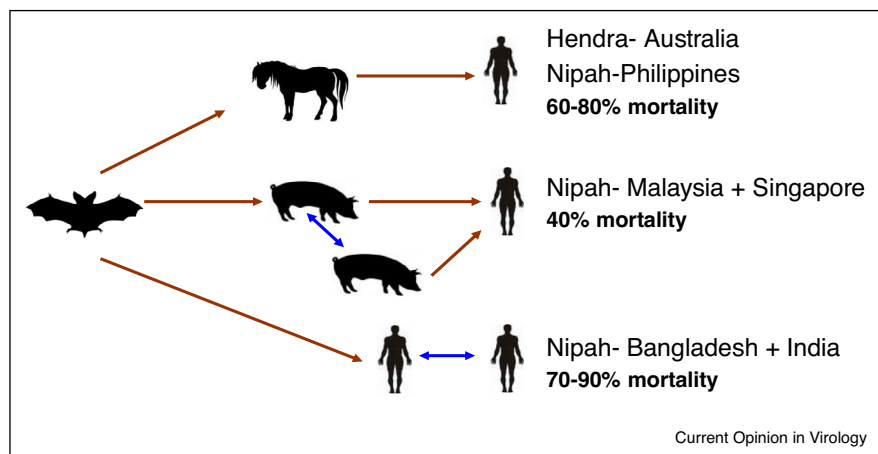 Hendra- Australia
Nipah-Philippines
60-80% mortality
Nipah- Malaysia + Singapore
40% mortality
Nipah- Bangladesh + India
70-90% mortality
Current Opinion in Virology